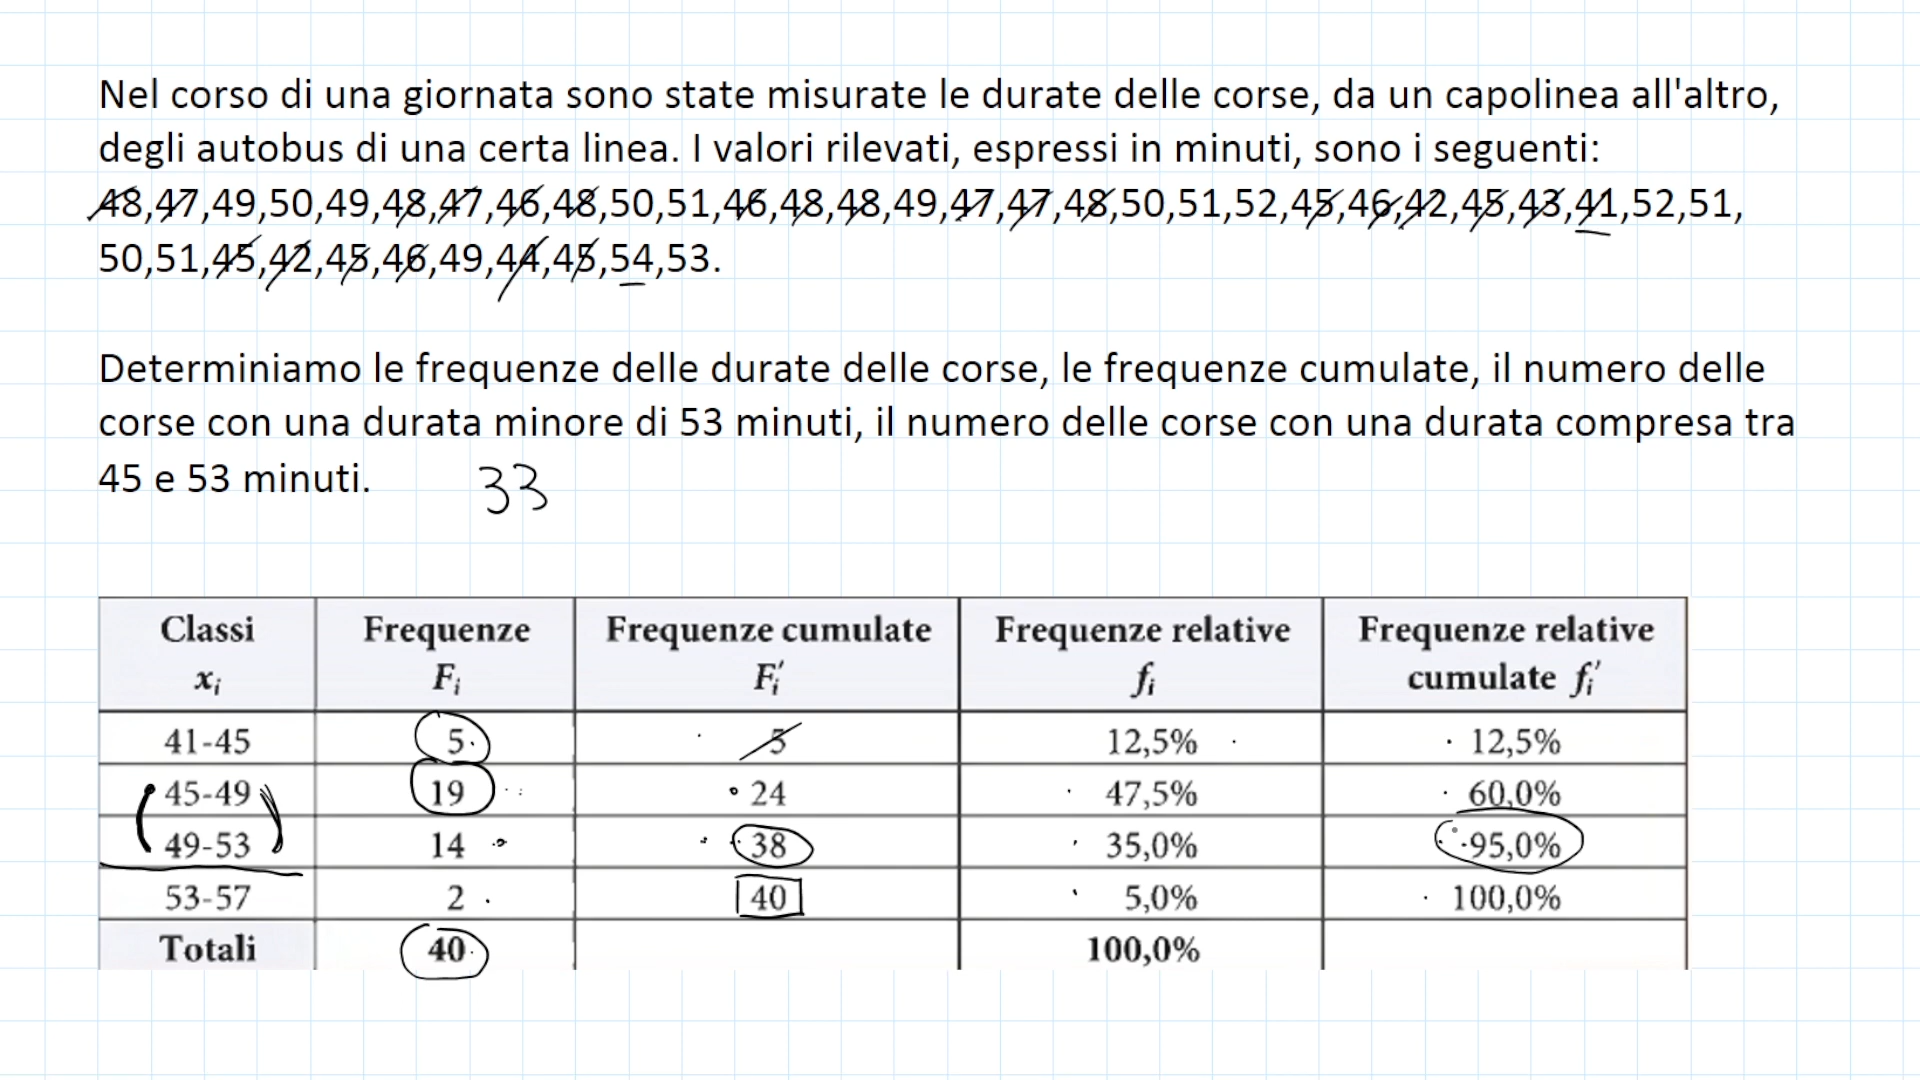 Nel corso di una giornata sono state misurate le durate delle corse, da un capolinea all'altro,
degli autobus di una certa linea. I valori rilevati, espressi in minuti, sono i seguenti:
48,47,49,50,49,48,47,46,48,50,51,46,48,48,49,47,47,48,50,51,52,45,46,42,45,43,41,52,51,
50,51,45,42,45,46,49,44,45,54,53.
Determiniamo le frequenze delle durate delle corse, le frequenze cumulate, il numero delle
corse con una durata minore di 53 minuti, il numero delle corse con una durata compresa tra
45 e 53 minuti. 33
Classi Frequenze Frequenze cumulate Frequenze relative Frequenze relative
xi Fi Fi' fi cumulate fi'
41-45 5 5 12,5% 12,5%
45-49 19 24 47,5% 60,0%
49-53 14 38 35,0% 95,0%
53-57 2 40 5,0% 100,0%
Totali 40 100,0%